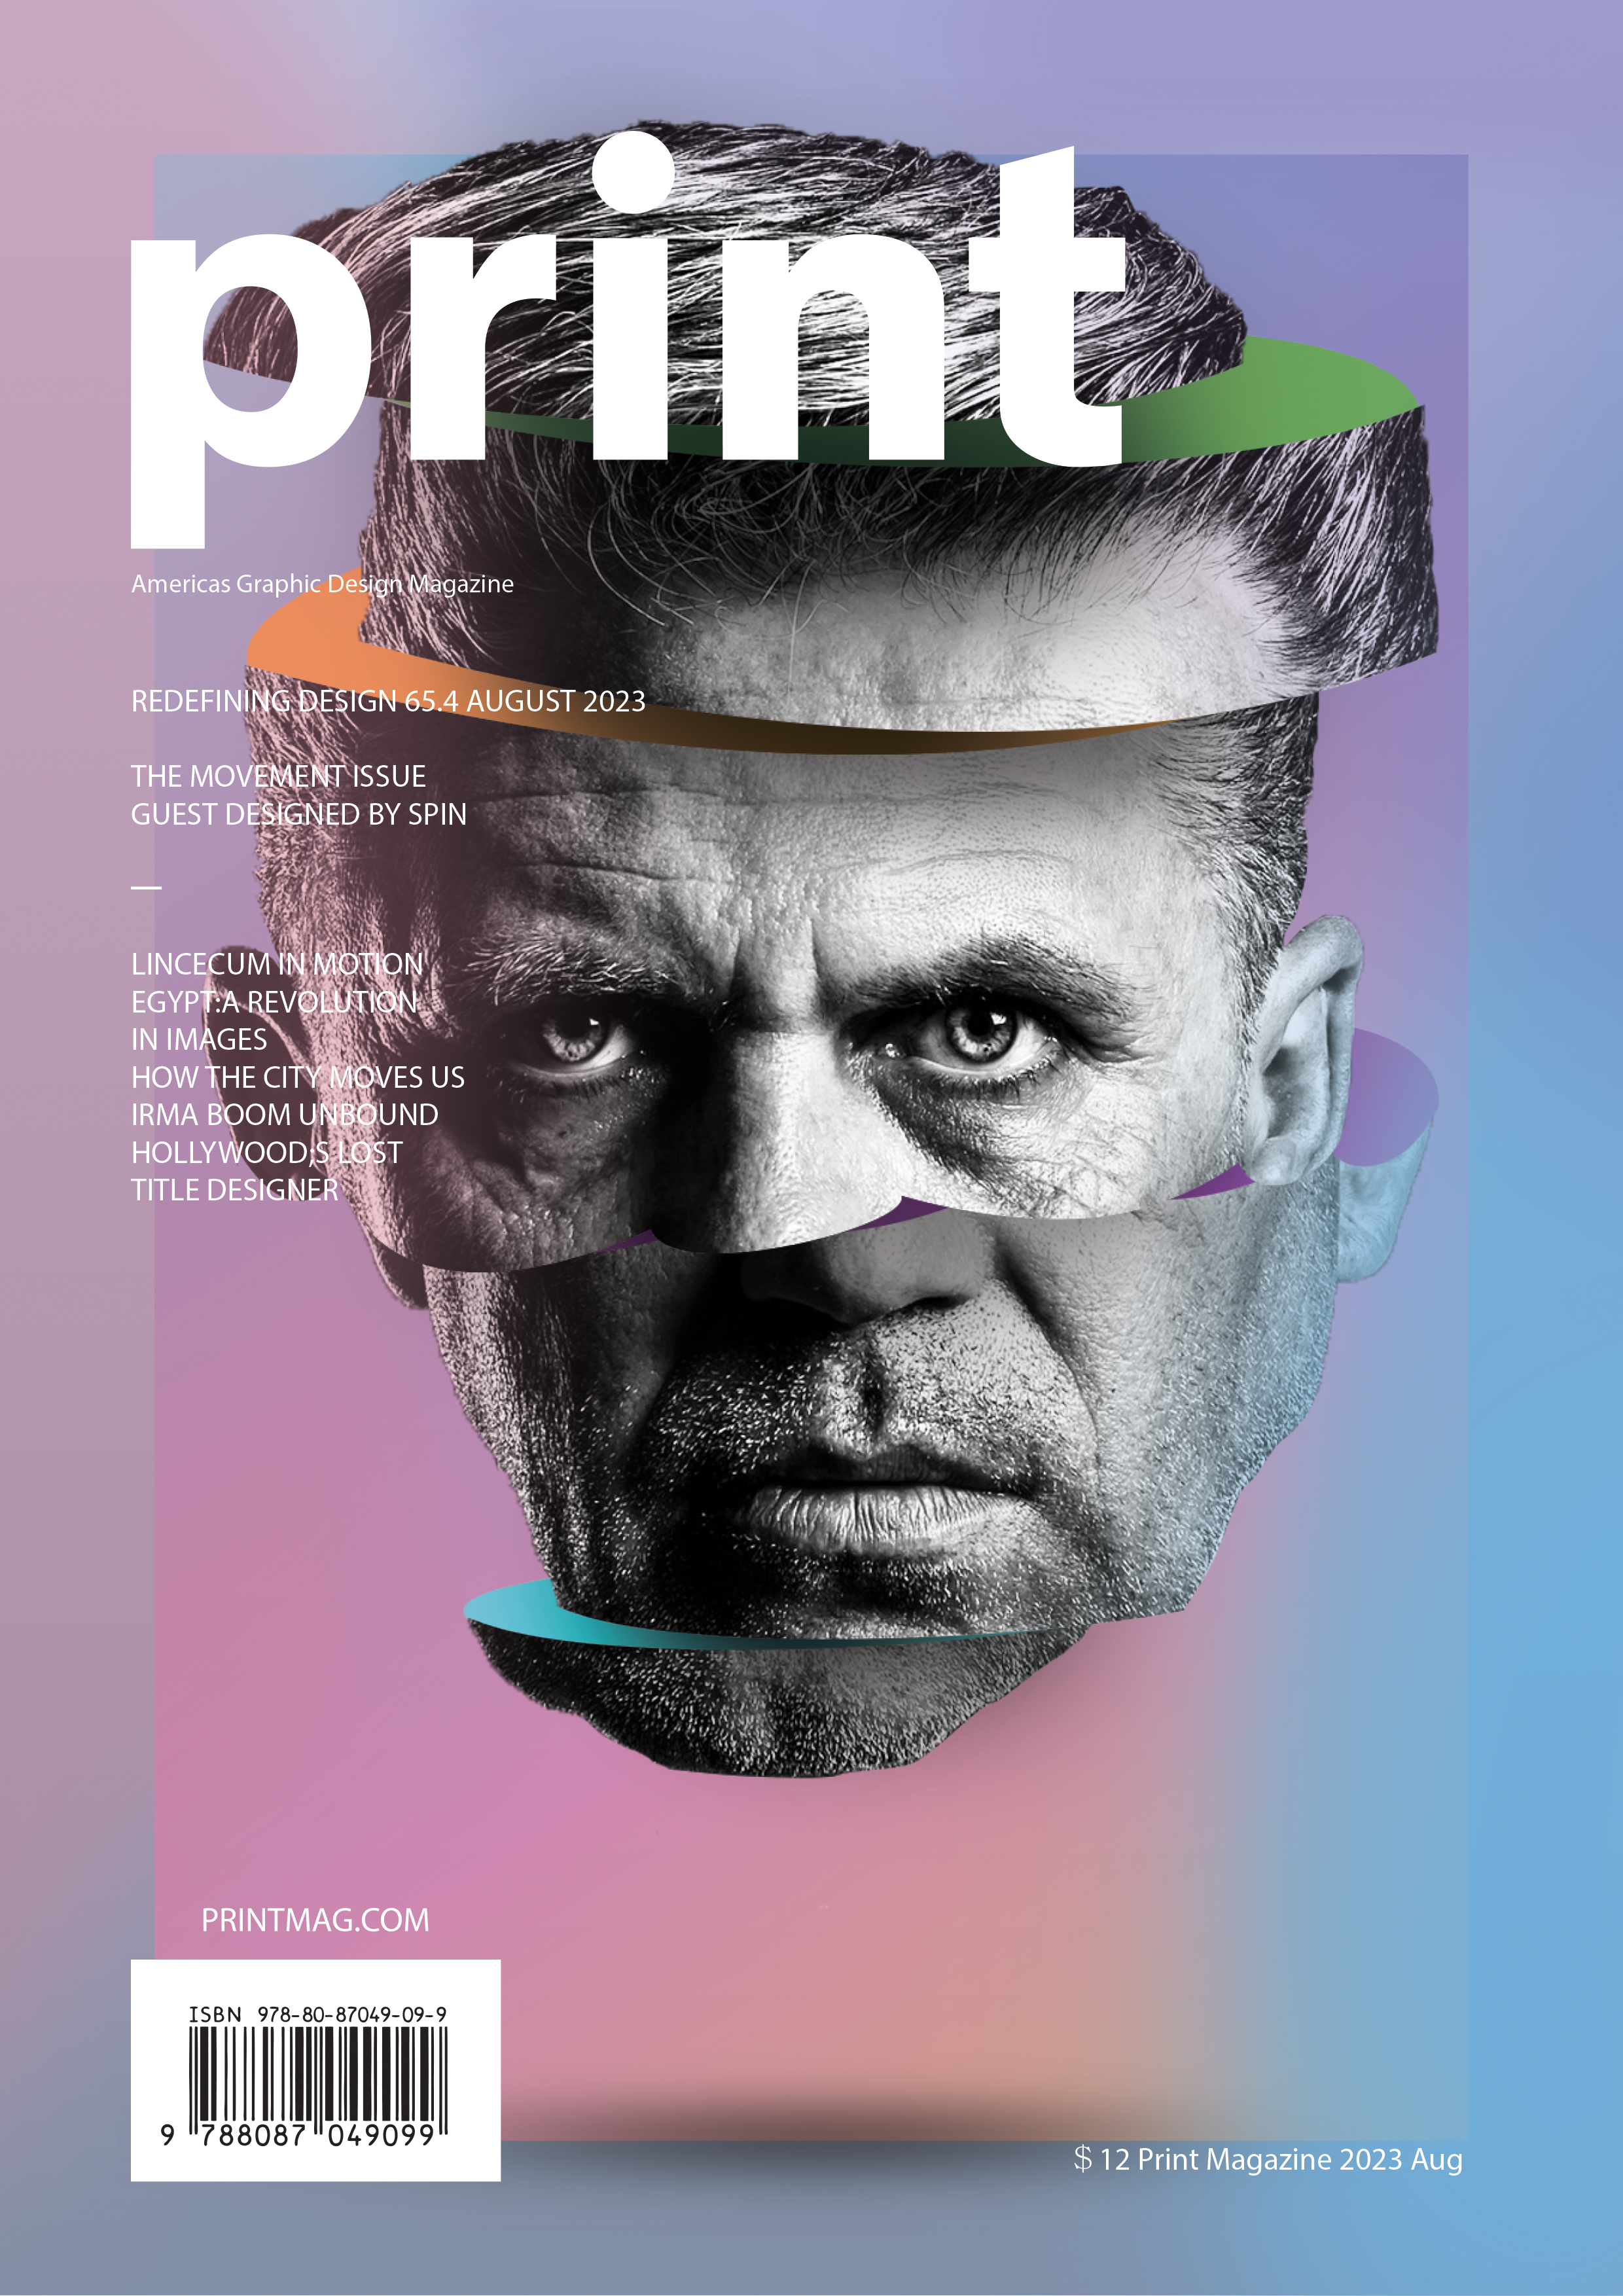 print
Americas Graphic Design Magazine
REDEFINING DESIGN 65.4 AUGUST 2023
THE MOVEMENT ISSUE
GUEST DESIGNED BY SPIN
—
LINCECUM IN MOTION
EGYPT:A REVOLUTION
IN IMAGES
HOW THE CITY MOVES US
IRMA BOOM UNBOUND
HOLLYWOOD;S LOST
TITLE DESIGNER
PRINTMAG.COM
ISBN 978-80-87049-09-9
9 788087 049099
$ 12 Print Magazine 2023 Aug